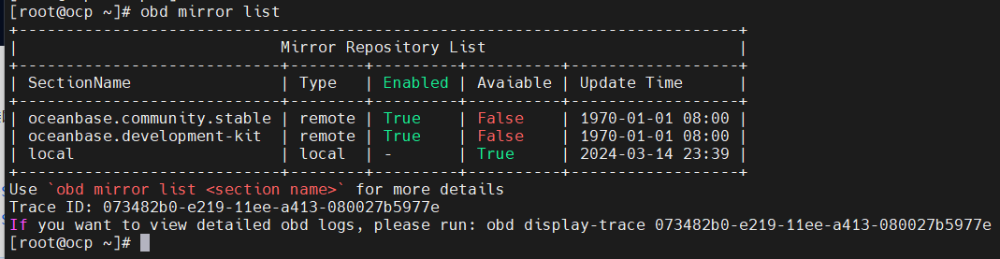 [root@ocp ~]# obd mirror list
+-----------------------------------------------------------------------+
|                         Mirror Repository List                        |
+----------------------------+--------+---------+----------+------------------+
| SectionName                | Type   | Enabled | Avaiable | Update Time      |
+----------------------------+--------+---------+----------+------------------+
| oceanbase.community.stable | remote | True    | False    | 1970-01-01 08:00 |
| oceanbase.development-kit  | remote | True    | False    | 1970-01-01 08:00 |
| local                      | local  | -       | True     | 2024-03-14 23:39 |
+----------------------------+--------+---------+----------+------------------+
Use `obd mirror list <section name>` for more details
Trace ID: 073482b0-e219-11ee-a413-080027b5977e
If you want to view detailed obd logs, please run: obd display-trace 073482b0-e219-11ee-a413-080027b5977e
[root@ocp ~]#